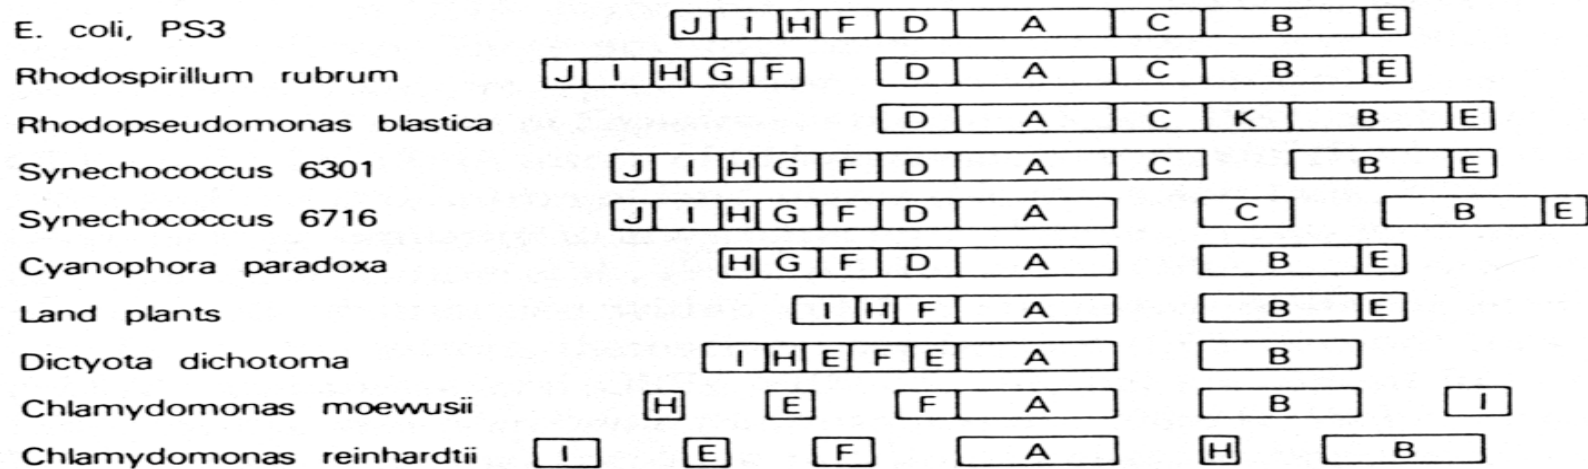 E. coli, PS3 J I H F D A C B E
Rhodospirillum rubrum J I H G F D A C B E
Rhodopseudomonas blastica D A C K B E
Synechococcus 6301 J I H G F D A C B E
Synechococcus 6716 J I H G F D A C B E
Cyanophora paradoxa H G F D A B E
Land plants I H F A B E
Dictyota dichotoma I H E F E A B
Chlamydomonas moewusii H E F A B I
Chlamydomonas reinhardtii I E F A H B